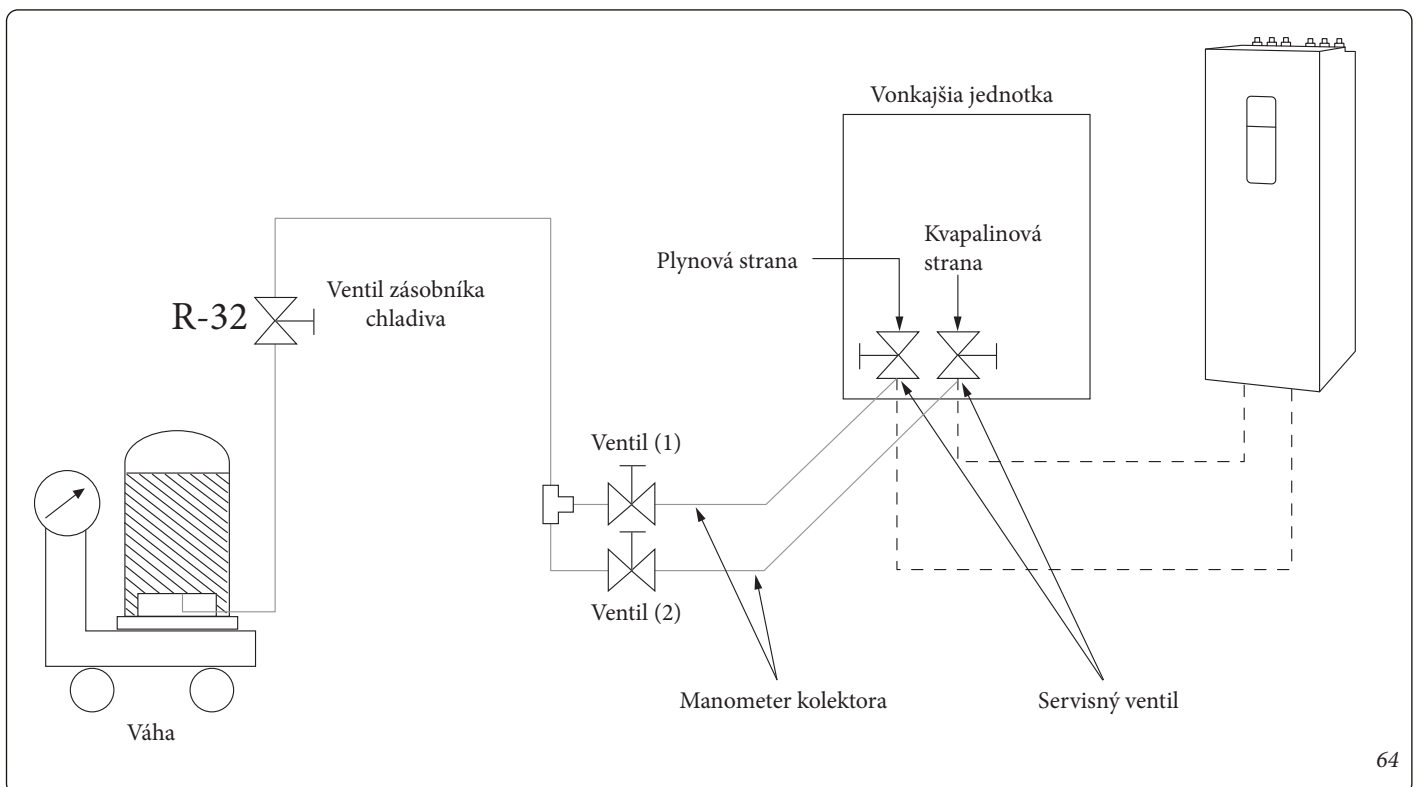 Vonkajšia jednotka
Kvapalinová
strana
Plynová strana
Ventil zásobníka
chladiva
R-32
Ventil (1)
Ventil (2)
Manometer kolektora
Servisný ventil
Váha
64